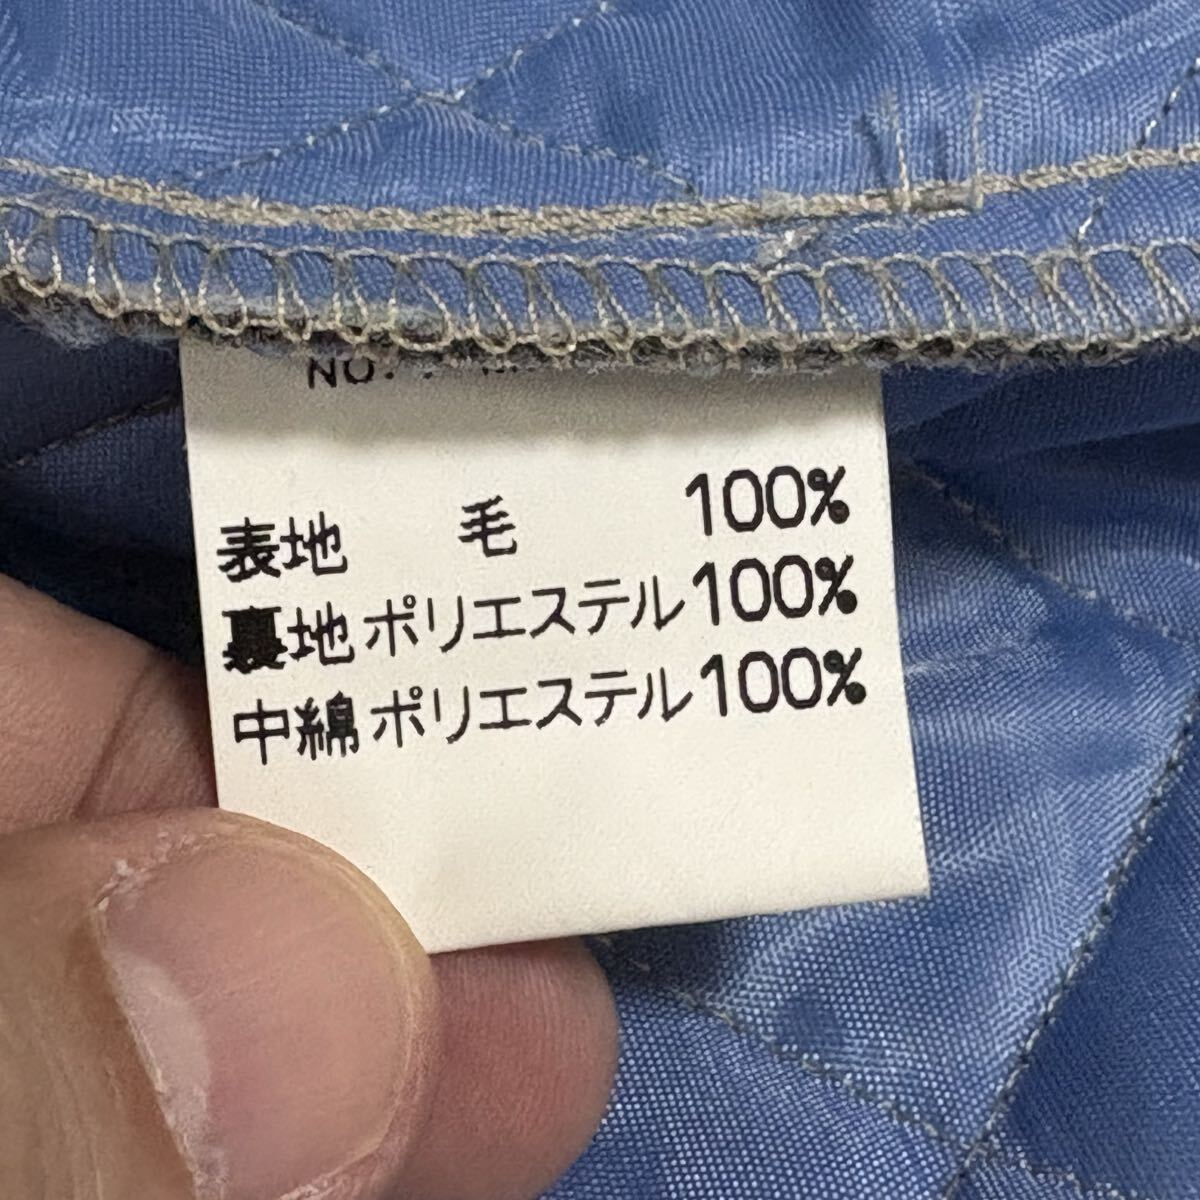 NO.
表地 毛 100%
裏地 ポリエステル 100%
中綿 ポリエステル 100%